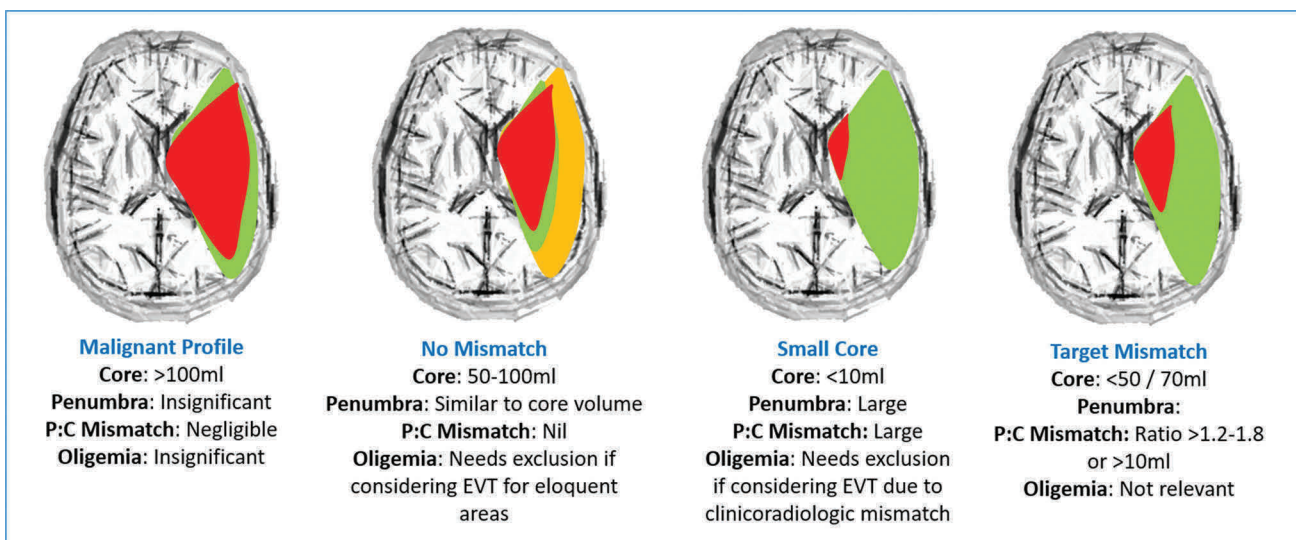 Malignant Profile
Core: >100ml
Penumbra: Insignificant
P:C Mismatch: Negligible
Oligemia: Insignificant
No Mismatch
Core: 50-100ml
Penumbra: Similar to core volume
P:C Mismatch: Nil
Oligemia: Needs exclusion if
considering EVT for eloquent
areas
Small Core
Core: <10ml
Penumbra: Large
P:C Mismatch: Large
Oligemia: Needs exclusion
if considering EVT due to
clinicoradiologic mismatch
Target Mismatch
Core: <50 / 70ml
Penumbra:
P:C Mismatch: Ratio >1.2-1.8
or >10ml
Oligemia: Not relevant